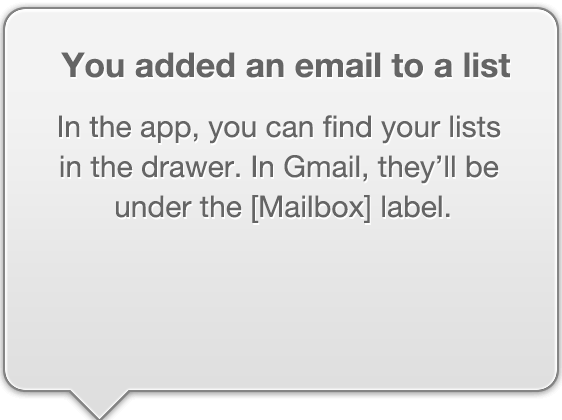 You added an email to a list
In the app, you can find your lists
in the drawer. In Gmail, they’ll be
under the [Mailbox] label.